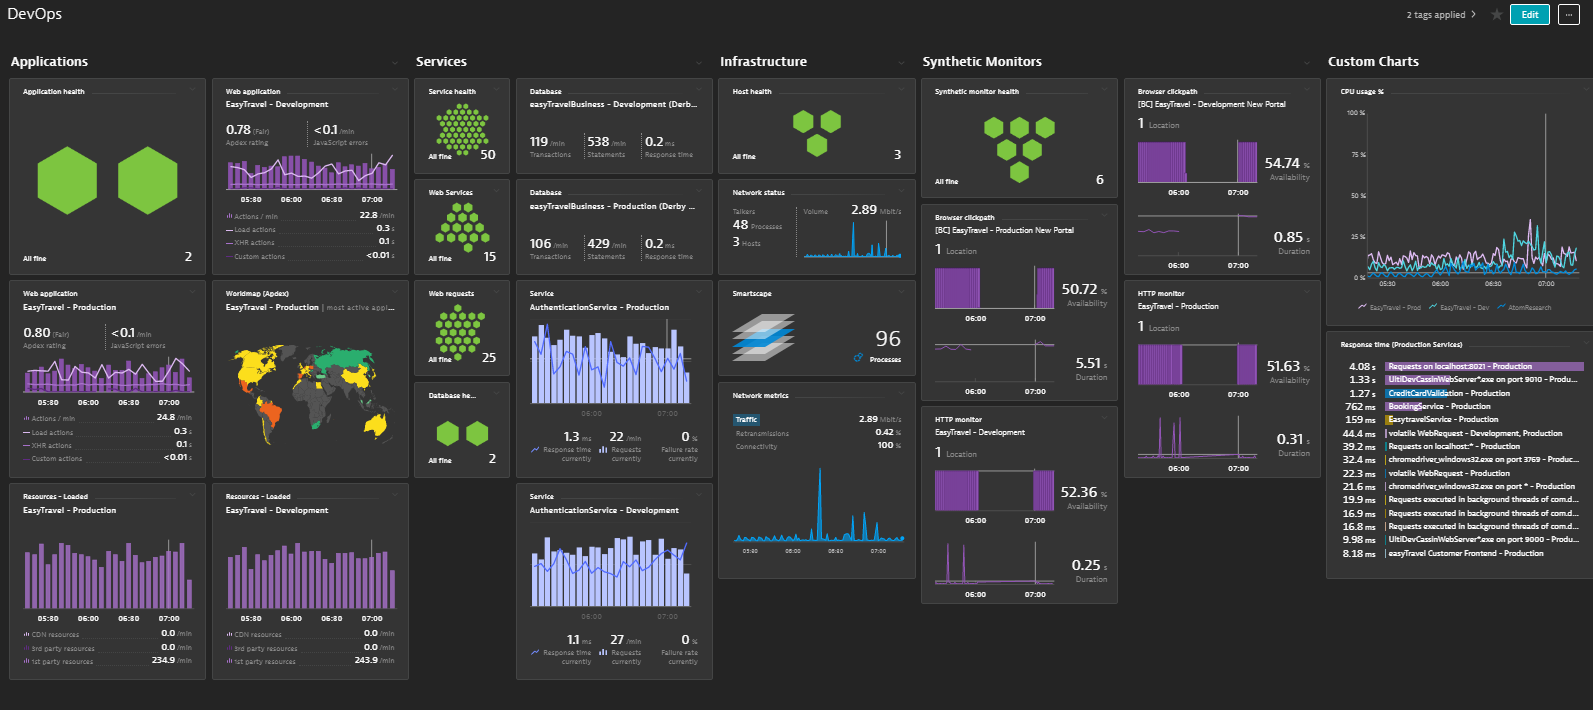 DevOps
2 tags applied
Edit
...
Applications
Services
Infrastructure
Synthetic Monitors
Custom Charts
Application health
All fine
2
Web application
EasyTravel - Development
0.78 (Fair)
Apdex rating
<0.1 /min
JavaScript errors
05:30 06:00 06:30 07:00
Actions / min 22.8 /min
Load actions 0.3 s
XHR actions 0.1 s
Custom actions <0.01 s
Web application
EasyTravel - Production
0.80 (Fair)
Apdex rating
<0.1 /min
JavaScript errors
05:30 06:00 06:30 07:00
Actions / min 24.8 /min
Load actions 0.3 s
XHR actions 0.1 s
Custom actions <0.01 s
Worldmap (Apdex)
EasyTravel - Production | most active appl...
Resources - Loaded
EasyTravel - Production
05:30 06:00 06:30 07:00
CDN resources 0.0 /min
3rd party resources 0.0 /min
1st party resources 234.9 /min
Resources - Loaded
EasyTravel - Development
05:30 06:00 06:30 07:00
CDN resources 0.0 /min
3rd party resources 0.0 /min
1st party resources 243.9 /min
Service health
All fine
50
Web Services
All fine
15
Web requests
All fine
25
Database he...
All fine
2
Database
easyTravelBusiness - Development (Derb...
119 /min
Transactions
538 /min
Statements
0.2 ms
Response time
Database
easyTravelBusiness - Production (Derby ...
106 /min
Transactions
429 /min
Statements
0.2 ms
Response time
Service
AuthenticationService - Production
06:00 07:00
1.3 ms
Response time
currently
22 /min
Requests
currently
0 %
Failure rate
currently
Service
AuthenticationService - Development
06:00 07:00
1.1 ms
Response time
currently
27 /min
Requests
currently
0 %
Failure rate
currently
Host health
All fine
3
Network status
Talkers
48 Processes
3 Hosts
Volume 2.89 Mbit/s
Smartscape
96
Processes
Network metrics
Traffic 2.89 Mbit/s
Retransmissions 0.42 %
Connectivity 100 %
05:30 06:00 06:30 07:00
Synthetic monitor health
All fine
6
Browser clickpath
[BC] EasyTravel - Production New Portal
1 Location
50.72 %
Availability
06:00 07:00
5.51 s
Duration
06:00 07:00
HTTP monitor
EasyTravel - Development
1 Location
52.36 %
Availability
06:00 07:00
0.25 s
Duration
06:00 07:00
Browser clickpath
[BC] EasyTravel - Development New Portal
1 Location
54.74 %
Availability
06:00 07:00
0.85 s
Duration
06:00 07:00
HTTP monitor
EasyTravel - Production
1 Location
51.63 %
Availability
06:00 07:00
0.31 s
Duration
06:00 07:00
CPU usage %
100 %
75 %
50 %
25 %
0 %
05:30 06:00 06:30 07:00
EasyTravel - Prod EasyTravel - Dev AtomResearch
Response time (Production Services)
4.08 s Requests on localhost:8021 - Production
1.33 s UltiDevCassinWebServer*.exe on port 9010 - Produ...
1.27 s CreditCardValidation - Production
762 ms BookingService - Production
159 ms EasytravelService - Production
44.4 ms volatile WebRequest - Development, Production
39.2 ms Requests on localhost:* - Production
32.4 ms chromedriver_windows32.exe on port 3769 - Produc...
22.3 ms volatile WebRequest - Production
21.6 ms chromedriver_windows32.exe on port * - Production
19.9 ms Requests executed in background threads of com.d...
16.9 ms Requests executed in background threads of com.d...
16.8 ms Requests executed in background threads of com.d...
9.98 ms UltiDevCassinWebServer*.exe on port 9000 - Produ...
8.18 ms easyTravel Customer Frontend - Production